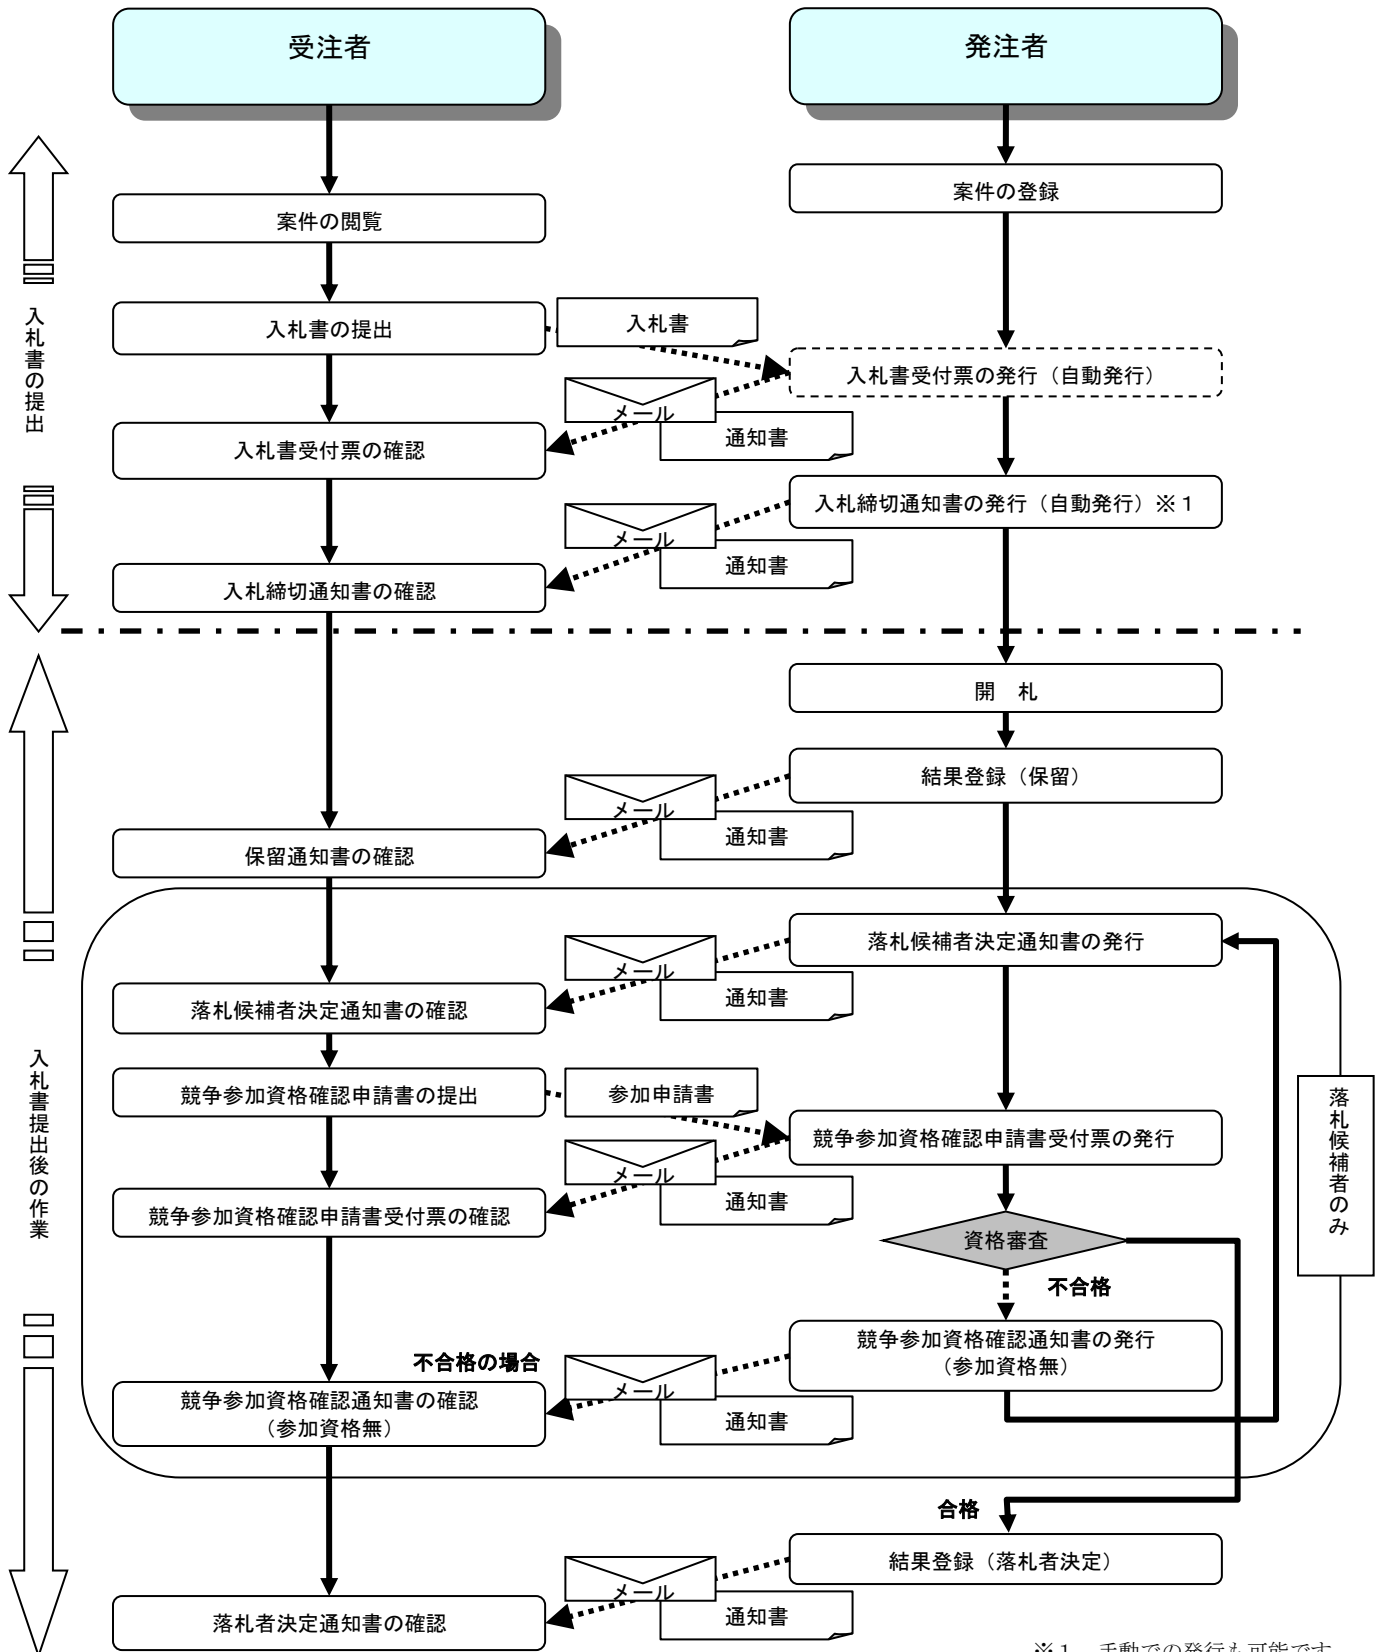 受注者
発注者
案件の登録
案件の閲覧
入札書の提出
入札書の提出
入札書
入札書受付票の発行（自動発行）
メール
通知書
入札書受付票の確認
入札締切通知書の発行（自動発行）※１
メール
通知書
入札締切通知書の確認
開　札
結果登録（保留）
メール
通知書
保留通知書の確認
落札候補者決定通知書の発行
メール
通知書
落札候補者決定通知書の確認
入札書提出後の作業
競争参加資格確認申請書の提出
参加申請書
競争参加資格確認申請書受付票の発行
落札候補者のみ
メール
通知書
競争参加資格確認申請書受付票の確認
資格審査
不合格
競争参加資格確認通知書の発行
（参加資格無）
不合格の場合
メール
通知書
競争参加資格確認通知書の確認
（参加資格無）
合格
結果登録（落札者決定）
メール
通知書
落札者決定通知書の確認
※１　手動での発行も可能です